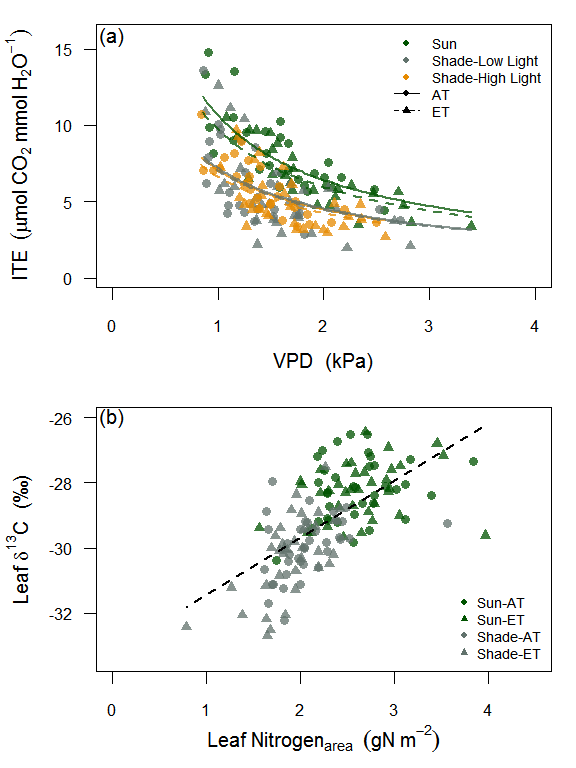 (a)
Sun
Shade-Low Light
Shade-High Light
AT
ET
ITE (μmol CO2 mmol H2O−1)
15
10
5
0
0 1 2 3 4
VPD (kPa)
(b)
-26
-28
-30
-32
Leaf δ13C (‰)
Sun-AT
Sun-ET
Shade-AT
Shade-ET
0 1 2 3 4
Leaf Nitrogenarea (gN m−2)